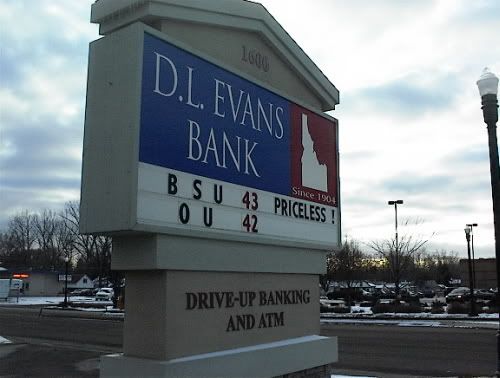 1600
D.L. EVANS
BANK
Since 1904
BSU 43 PRICELESS!
OU 42
DRIVE-UP BANKING
AND ATM